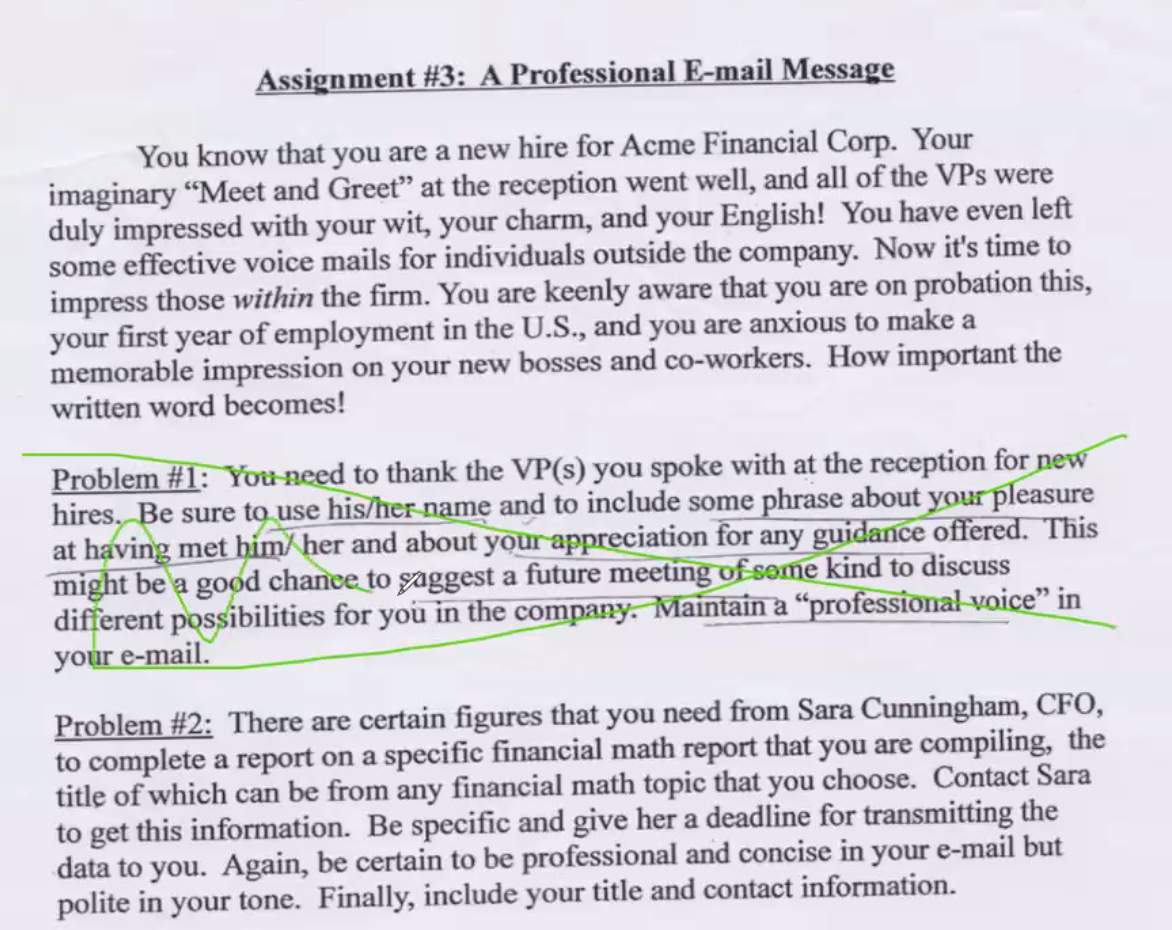 Assignment #3: A Professional E-mail Message
You know that you are a new hire for Acme Financial Corp. Your
imaginary “Meet and Greet” at the reception went well, and all of the VPs were
duly impressed with your wit, your charm, and your English! You have even left
some effective voice mails for individuals outside the company. Now it's time to
impress those within the firm. You are keenly aware that you are on probation this,
your first year of employment in the U.S., and you are anxious to make a
memorable impression on your new bosses and co-workers. How important the
written word becomes!
Problem #1: You need to thank the VP(s) you spoke with at the reception for new
hires. Be sure to use his/her name and to include some phrase about your pleasure
at having met him/ her and about your appreciation for any guidance offered. This
might be a good chance to suggest a future meeting of some kind to discuss
different possibilities for you in the company. Maintain a “professional voice” in
your e-mail.
Problem #2: There are certain figures that you need from Sara Cunningham, CFO,
to complete a report on a specific financial math report that you are compiling, the
title of which can be from any financial math topic that you choose. Contact Sara
to get this information. Be specific and give her a deadline for transmitting the
data to you. Again, be certain to be professional and concise in your e-mail but
polite in your tone. Finally, include your title and contact information.